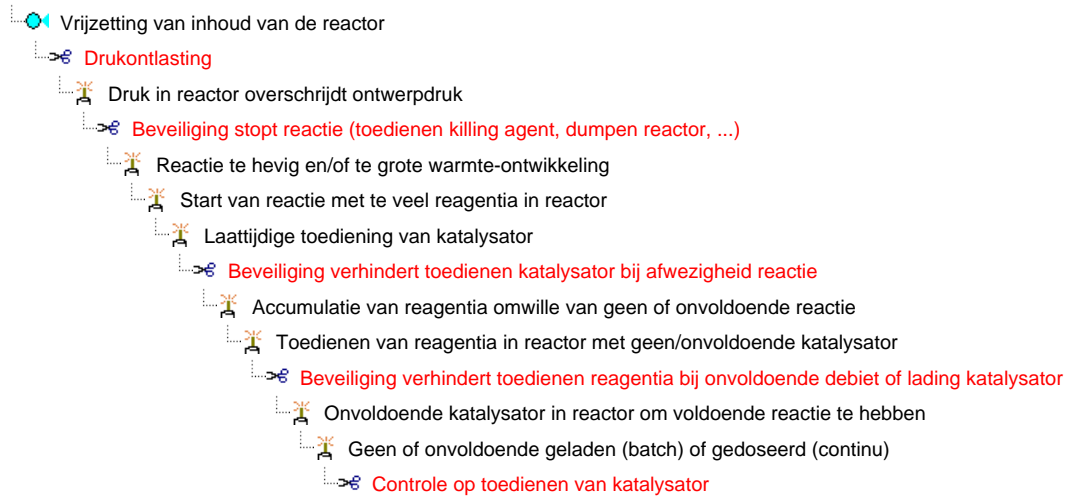 Vrijzetting van inhoud van de reactor
Drukontlasting
Druk in reactor overschrijdt ontwerpdruk
Beveiliging stopt reactie (toedienen killing agent, dumpen reactor, ...)
Reactie te hevig en/of te grote warmte-ontwikkeling
Start van reactie met te veel reagentia in reactor
Laattijdige toediening van katalysator
Beveiliging verhindert toedienen katalysator bij afwezigheid reactie
Accumulatie van reagentia omwille van geen of onvoldoende reactie
Toedienen van reagentia in reactor met geen/onvoldoende katalysator
Beveiliging verhindert toedienen reagentia bij onvoldoende debiet of lading katalysator
Onvoldoende katalysator in reactor om voldoende reactie te hebben
Geen of onvoldoende geladen (batch) of gedoseerd (continu)
Controle op toedienen van katalysator